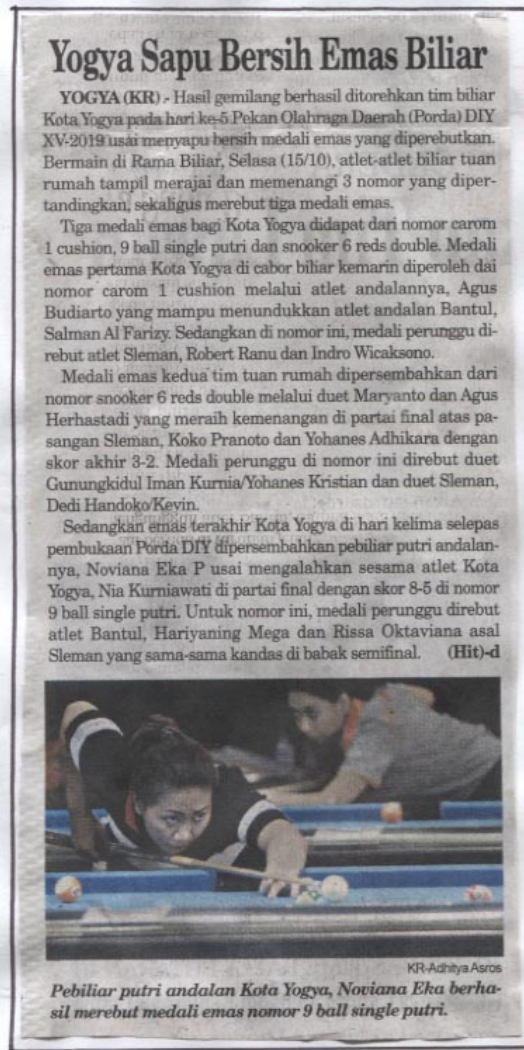 Yogya Sapu Bersih Emas Biliar
YOGYA (KR) - Hasil gemilang berhasil ditorehkan tim biliar
Kota Yogya pada hari ke-5 Pekan Olahraga Daerah (Porda) DIY
XV-2019 usai menyapu bersih medali emas yang diperebutkan.
Bermain di Rama Biliar, Selasa (15/10), atlet-atlet biliar tuan
rumah tampil merajai dan memenangi 3 nomor yang diper-
tandingkan, sekaligus merebut tiga medali emas.
Tiga medali emas bagi Kota Yogya didapat dari nomor carom
1 cushion, 9 ball single putri dan snooker 6 reds double. Medali
emas pertama Kota Yogya di cabor biliar kemarin diperoleh dai
nomor carom 1 cushion melalui atlet andalannya, Agus
Budiarto yang mampu menundukkan atlet andalan Bantul,
Salman Al Farizy. Sedangkan di nomor ini, medali perunggu di-
rebut atlet Sleman, Robert Ranu dan Indro Wicaksono.
Medali emas kedua tim tuan rumah dipersembahkan dari
nomor snooker 6 reds double melalui duet Maryanto dan Agus
Herhastadi yang meraih kemenangan di partai final atas pa-
sangan Sleman, Koko Pranoto dan Yohanes Adhikara dengan
skor akhir 3-2. Medali perunggu di nomor ini direbut duet
Gunungkidul Iman Kurnia/Yohanes Kristian dan duet Sleman,
Dedi Handoko/Kevin.
Sedangkan emas terakhir Kota Yogya di hari kelima selepas
pembukaan Porda DIY dipersembahkan pebiliar putri andalan-
nya, Noviana Eka P usai mengalahkan sesama atlet Kota
Yogya, Nia Kurniawati di partai final dengan skor 8-5 di nomor
9 ball single putri. Untuk nomor ini, medali perunggu direbut
atlet Bantul, Hariyaning Mega dan Rissa Oktaviana asal
Sleman yang sama-sama kandas di babak semifinal. (Hit)-d
KR-Adhitya Asros
Pebiliar putri andalan Kota Yogya, Noviana Eka berha-
sil merebut medali emas nomor 9 ball single putri.